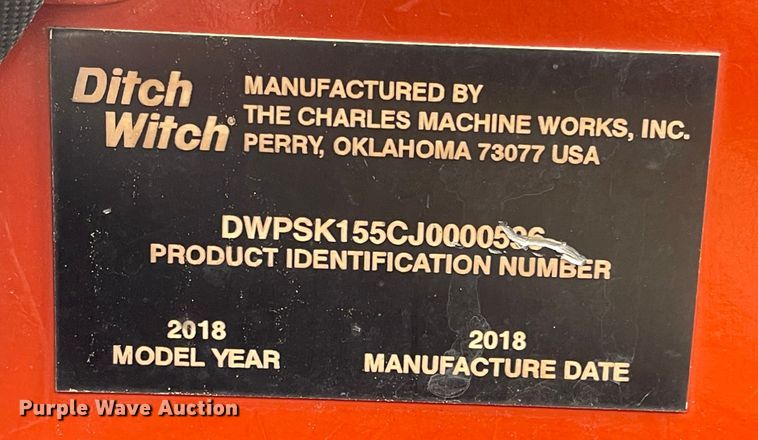 Ditch
Witch®
MANUFACTURED BY
THE CHARLES MACHINE WORKS, INC.
PERRY, OKLAHOMA 73077 USA
PRODUCT IDENTIFICATION NUMBER
2018
MODEL YEAR
2018
MANUFACTURE DATE
Purple Wave Auction